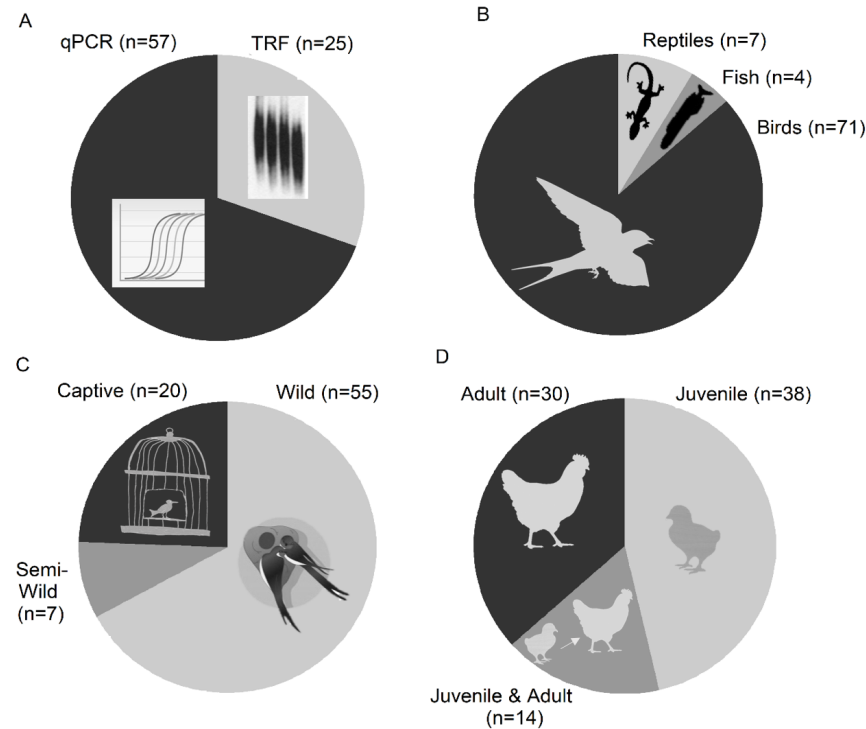 A
qPCR (n=57)
TRF (n=25)
B
Reptiles (n=7)
Fish (n=4)
Birds (n=71)
C
Captive (n=20)
Wild (n=55)
Semi-
Wild
(n=7)
D
Adult (n=30)
Juvenile (n=38)
Juvenile & Adult
(n=14)